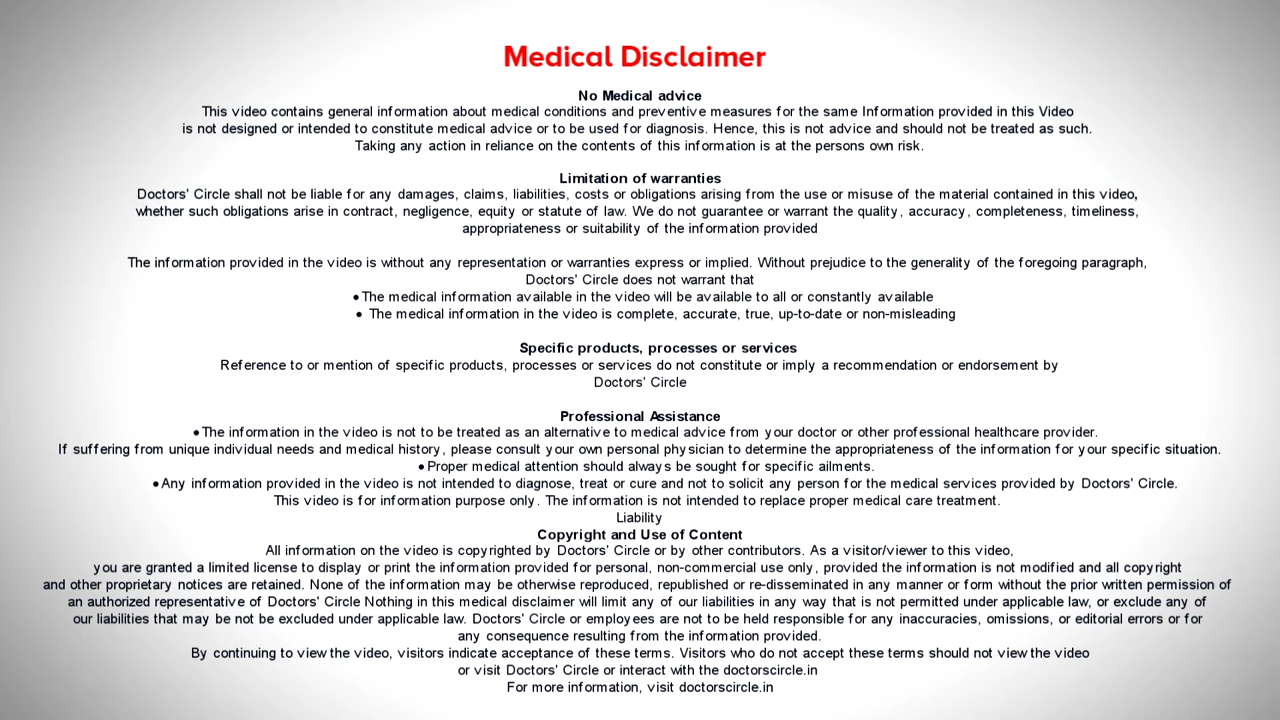 Medical Disclaimer
No Medical advice
This video contains general information about medical conditions and preventive measures for the same Information provided in this Video
is not designed or intended to constitute medical advice or to be used for diagnosis. Hence, this is not advice and should not be treated as such.
Taking any action in reliance on the contents of this information is at the persons own risk.
Limitation of warranties
Doctors' Circle shall not be liable for any damages, claims, liabilities, costs or obligations arising from the use or misuse of the material contained in this video,
whether such obligations arise in contract, negligence, equity or statute of law. We do not guarantee or warrant the quality, accuracy, completeness, timeliness,
appropriateness or suitability of the information provided
The information provided in the video is without any representation or warranties express or implied. Without prejudice to the generality of the foregoing paragraph,
Doctors' Circle does not warrant that
• The medical information available in the video will be available to all or constantly available
• The medical information in the video is complete, accurate, true, up-to-date or non-misleading
Specific products, processes or services
Reference to or mention of specific products, processes or services do not constitute or imply a recommendation or endorsement by
Doctors' Circle
Professional Assistance
• The information in the video is not to be treated as an alternative to medical advice from your doctor or other professional healthcare provider.
If suffering from unique individual needs and medical history, please consult your own personal physician to determine the appropriateness of the information for your specific situation.
• Proper medical attention should always be sought for specific ailments.
• Any information provided in the video is not intended to diagnose, treat or cure and not to solicit any person for the medical services provided by Doctors' Circle.
This video is for information purpose only. The information is not intended to replace proper medical care treatment.
Liability
Copyright and Use of Content
All information on the video is copyrighted by Doctors' Circle or by other contributors. As a visitor/viewer to this video,
you are granted a limited license to display or print the information provided for personal, non-commercial use only, provided the information is not modified and all copyright
and other proprietary notices are retained. None of the information may be otherwise reproduced, republished or re-disseminated in any manner or form without the prior written permission of
an authorized representative of Doctors' Circle Nothing in this medical disclaimer will limit any of our liabilities in any way that is not permitted under applicable law, or exclude any of
our liabilities that may be not be excluded under applicable law. Doctors' Circle or employees are not to be held responsible for any inaccuracies, omissions, or editorial errors or for
any consequence resulting from the information provided.
By continuing to view the video, visitors indicate acceptance of these terms. Visitors who do not accept these terms should not view the video
or visit Doctors' Circle or interact with the doctorscircle.in
For more information, visit doctorscircle.in